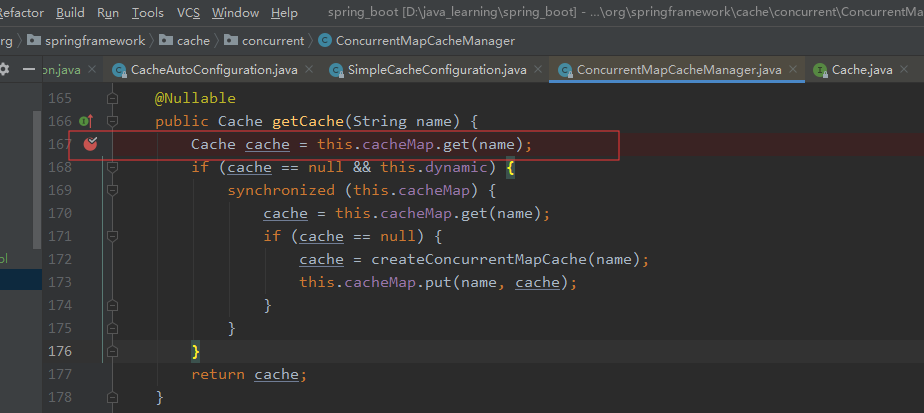 Refactor Build Run Tools VCS Window Help spring_boot [D:\java_learning\spring_boot] - ...\org\springframework\cache\concurrent\ConcurrentMa
org springframework cache concurrent ConcurrentMapCacheManager
on.java CacheAutoConfiguration.java SimpleCacheConfiguration.java ConcurrentMapCacheManager.java Cache.java
165 @Nullable
166 public Cache getCache(String name) {
167 Cache cache = this.cacheMap.get(name);
168 if (cache == null && this.dynamic) {
169 synchronized (this.cacheMap) {
170 cache = this.cacheMap.get(name);
171 if (cache == null) {
172 cache = createConcurrentMapCache(name);
173 this.cacheMap.put(name, cache);
174 }
175 }
176 }
177 return cache;
178 }